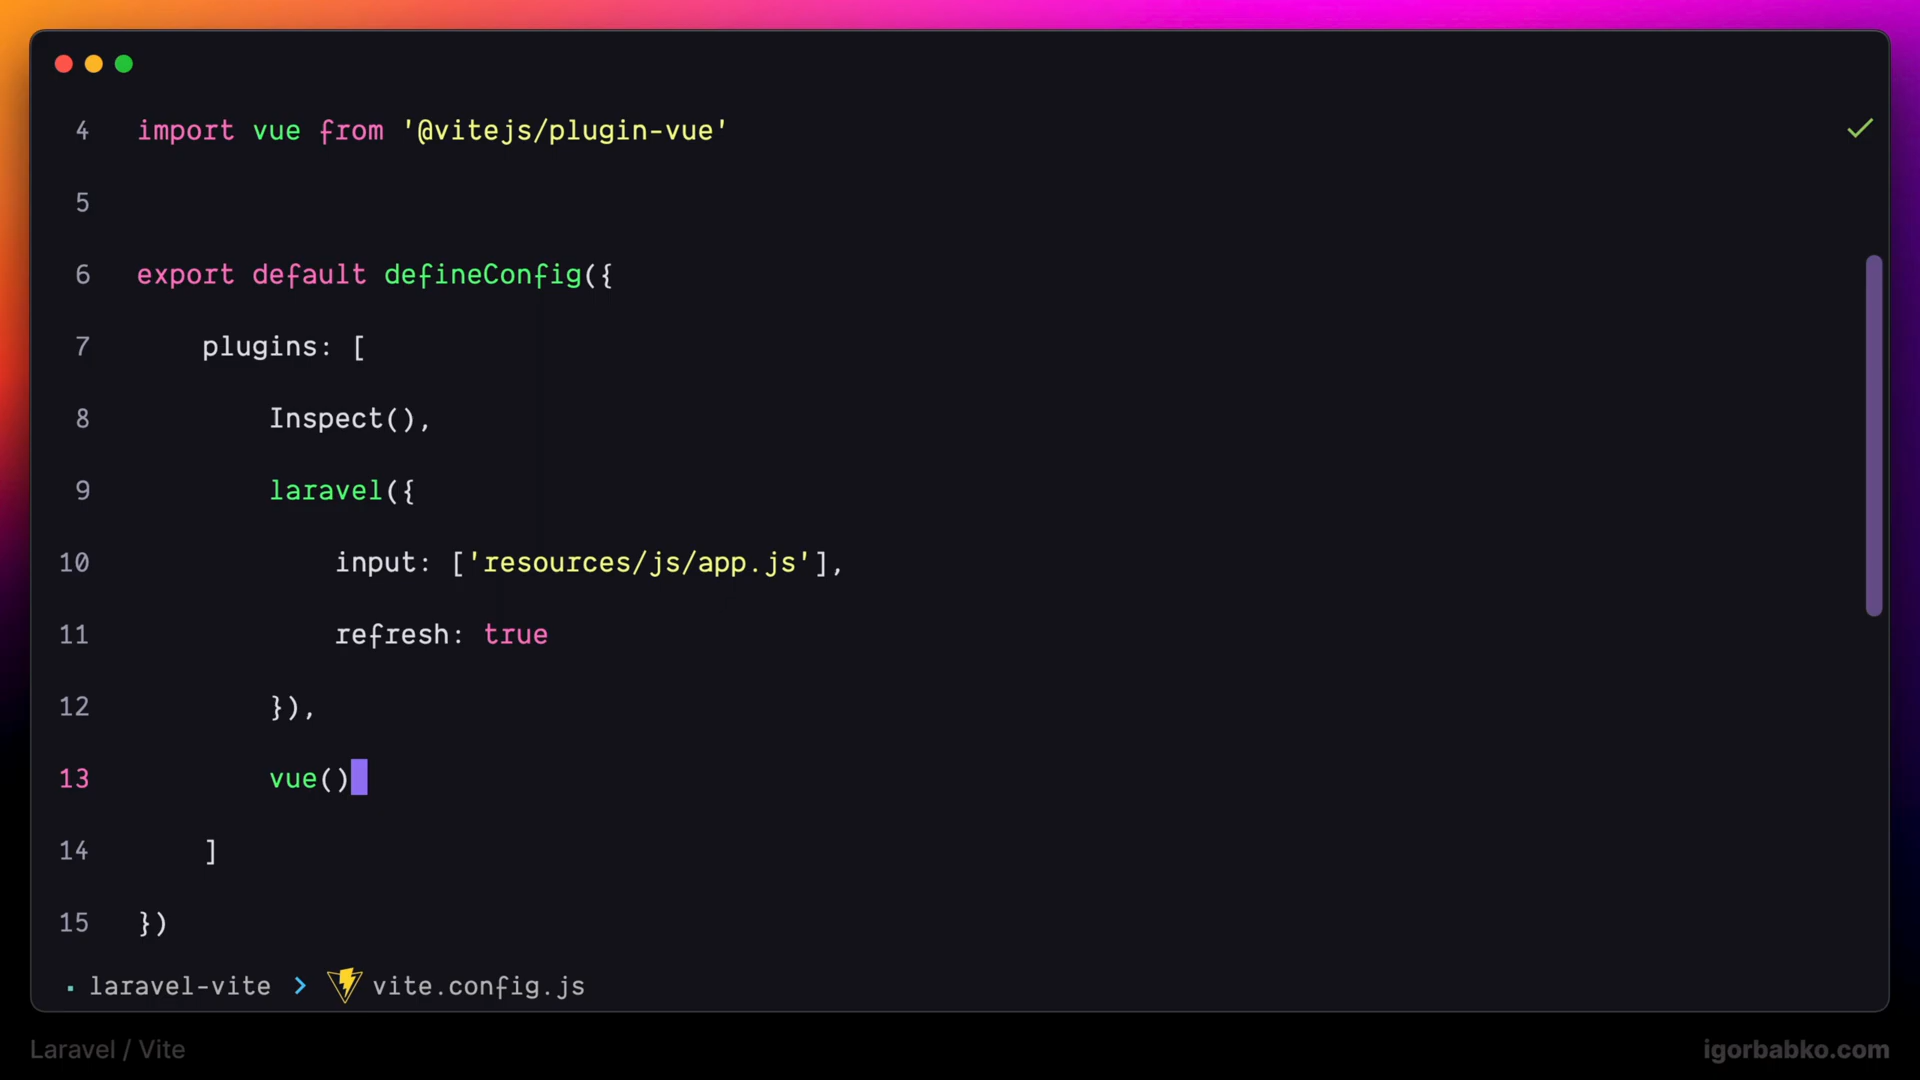 4 import vue from '@vitejs/plugin-vue'
5
6 export default defineConfig({
7 plugins: [
8 Inspect(),
9 laravel({
10 input: ['resources/js/app.js'],
11 refresh: true
12 }),
13 vue()
14 ]
15 })
laravel-vite > vite.config.js
Laravel / Vite
igorbabko.com